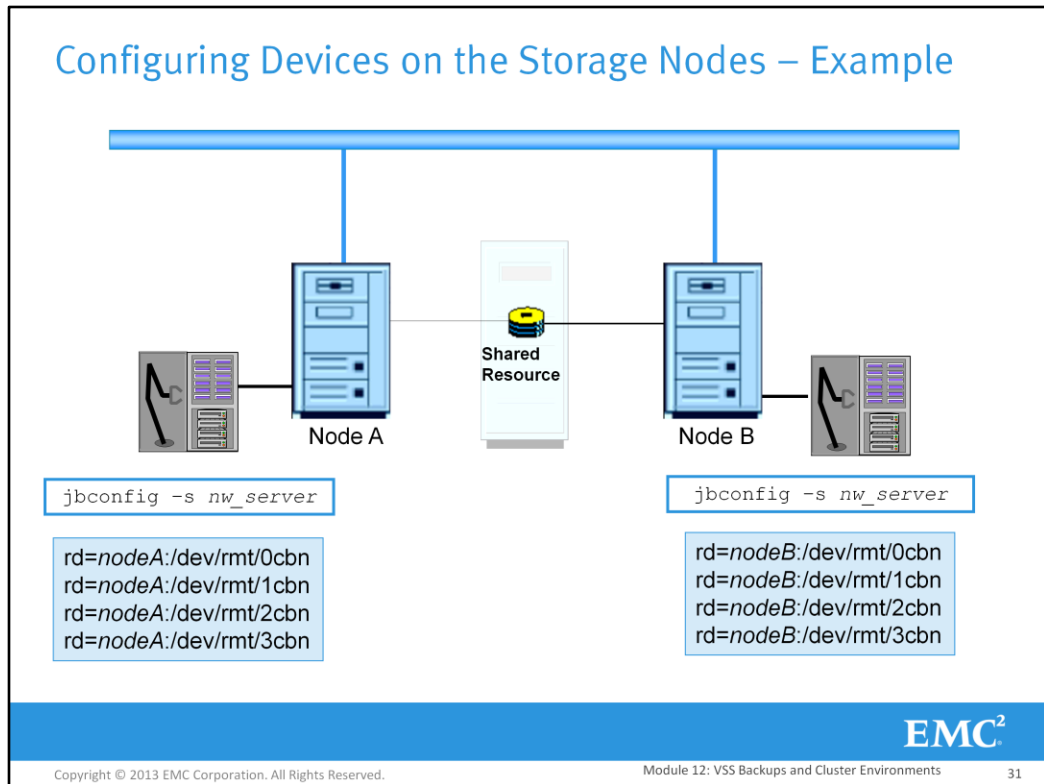 Configuring Devices on the Storage Nodes – Example
Shared
Resource
Node A
Node B
jbconfig –s nw_server
jbconfig –s nw_server
rd=nodeA:/dev/rmt/0cbn
rd=nodeA:/dev/rmt/1cbn
rd=nodeA:/dev/rmt/2cbn
rd=nodeA:/dev/rmt/3cbn
rd=nodeB:/dev/rmt/0cbn
rd=nodeB:/dev/rmt/1cbn
rd=nodeB:/dev/rmt/2cbn
rd=nodeB:/dev/rmt/3cbn
EMC²
Copyright © 2013 EMC Corporation. All Rights Reserved.
Module 12: VSS Backups and Cluster Environments
31